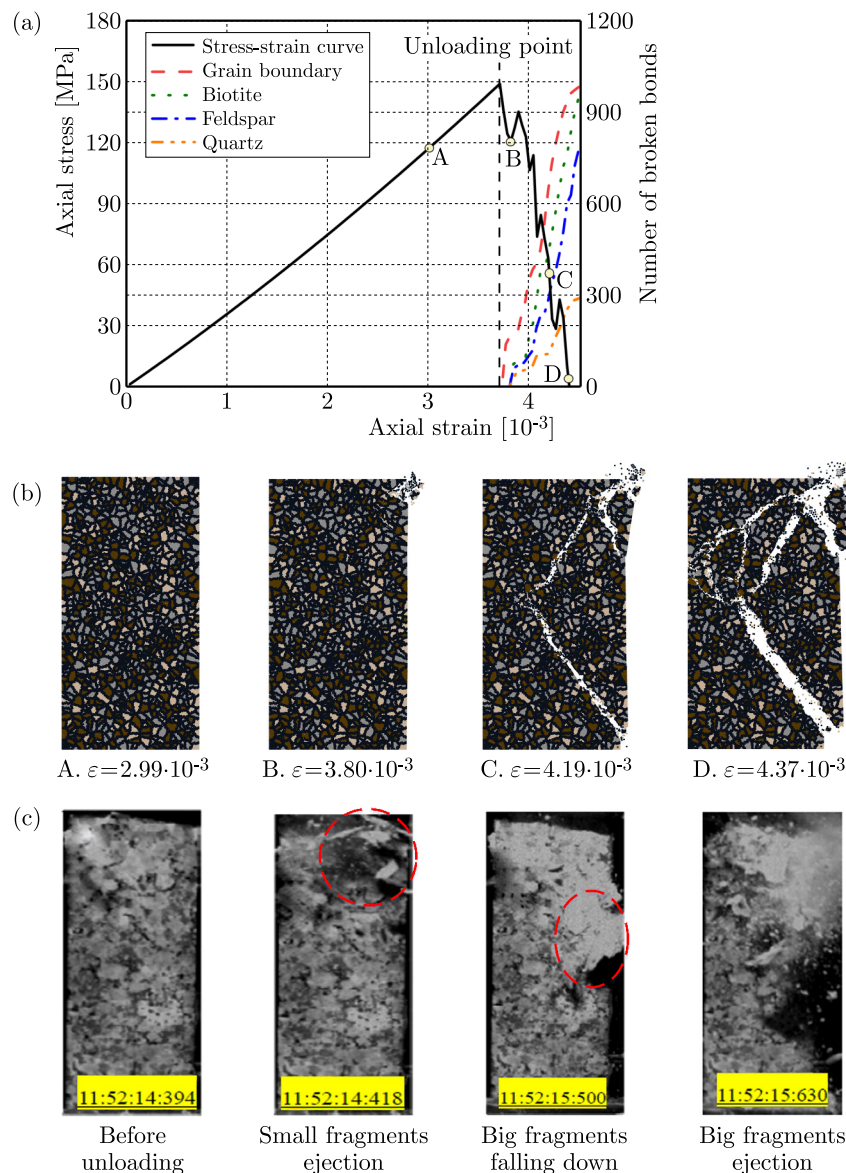 (a)
180
150
120
90
60
30
0
Axial stress [MPa]
Stress-strain curve
Grain boundary
Biotite
Feldspar
Quartz
Unloading point
A
B
C
D
1200
900
600
300
0
Number of broken bonds
0 1 2 3 3 4
Axial strain [10-3]
(b)
A. ε=2.99·10-3 B. ε=3.80·10-3 C. ε=4.19·10-3 D. ε=4.37·10-3
(c)
11:52:14:394 11:52:14:418 11:52:15:500 11:52:15:630
Before Small fragments Big fragments Big fragments
unloading ejection falling down ejection